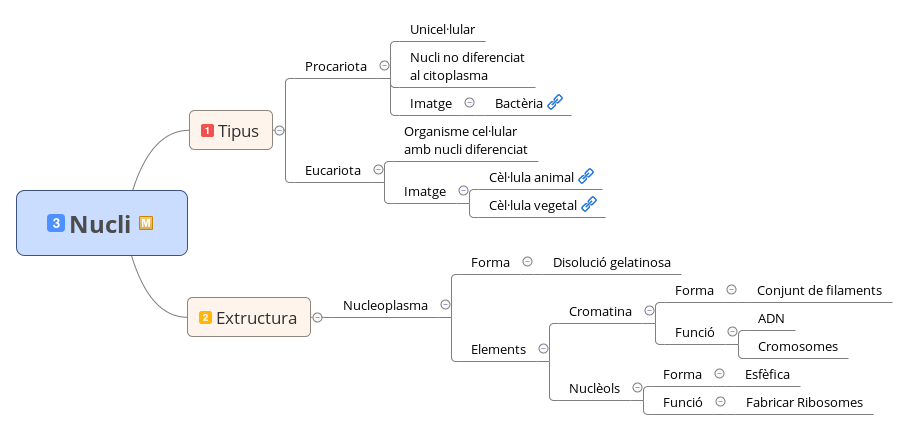 Unicel·lular
Procariota
Nucli no diferenciat
al citoplasma
Imatge
Bactèria
1 Tipus
Organisme cel·lular
amb nucli diferenciat
Eucariota
Imatge
Cèl·lula animal
Cèl·lula vegetal
3 Nucli M
2 Extructura
Nucleoplasma
Forma
Disolució gelatinosa
Elements
Cromatina
Forma
Conjunt de filaments
Funció
ADN
Cromosomes
Nuclèols
Forma
Esfèfica
Funció
Fabricar Ribosomes